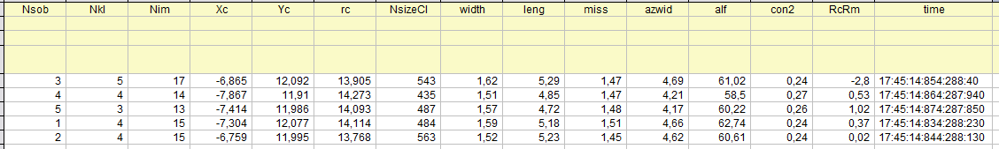 Nsob Nkl Nim Xc Yc rc NsizeCl width leng miss azwid alf con2 RcRm time
3 5 17 -6,865 12,092 13,905 543 1,62 5,29 1,47 4,69 61,02 0,24 -2,8 17:45:14:854:288:40
4 4 14 -7,867 11,91 14,273 435 1,51 4,85 1,47 4,21 58,5 0,27 0,53 17:45:14:864:287:940
5 3 13 -7,414 11,986 14,093 487 1,57 4,72 1,48 4,17 60,22 0,26 1,02 17:45:14:874:287:850
1 4 15 -7,304 12,077 14,114 484 1,59 5,18 1,51 4,66 62,74 0,24 0,37 17:45:14:834:288:230
2 4 15 -6,759 11,995 13,768 563 1,52 5,23 1,45 4,62 60,61 0,24 0,02 17:45:14:844:288:130